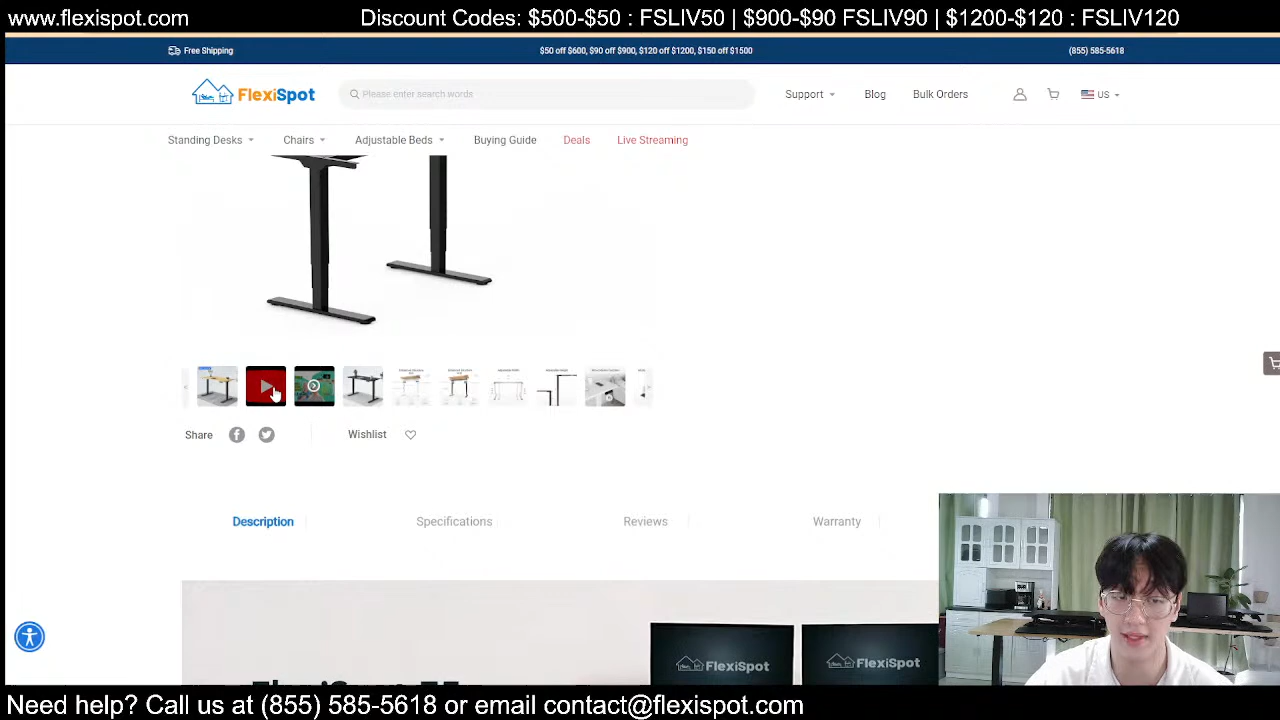 www.flexispot.com
Discount Codes: $500-$50 : FSLIV50 | $900-$90 FSLIV90 | $1200-$120 : FSLIV120
Free Shipping
$50 off $600, $90 off $900, $120 off $1200, $150 off $1500
(855) 585-5618
FlexiSpot
Please enter search words
Support
Blog
Bulk Orders
US
Standing Desks
Chairs
Adjustable Beds
Buying Guide
Deals
Live Streaming
Share
Wishlist
Description
Specifications
Reviews
Warranty
FlexiSpot
FlexiSpot
Need help? Call us at (855) 585-5618 or email contact@flexispot.com